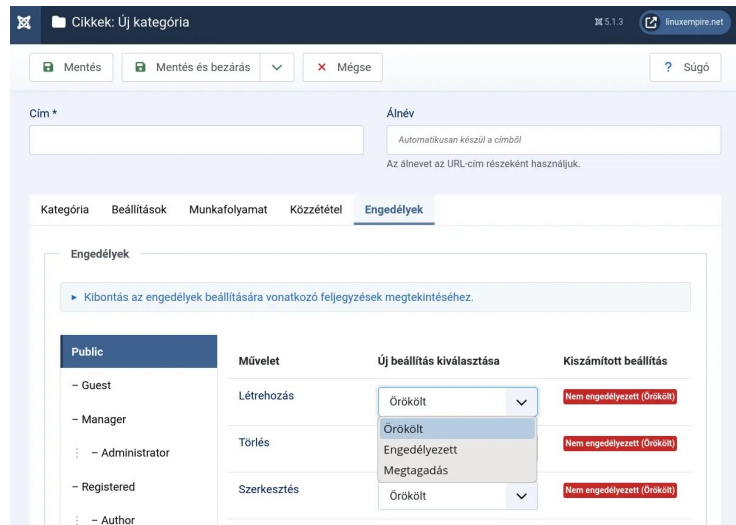 Cikkek: Új kategória
5.1.3
linuxempire.net
Mentés
Mentés és bezárás
Mégse
? Súgó
Cím *
Álnév
Automatikusan készül a címből
Az álnevet az URL-cím részeként használjuk.
Kategória
Beállítások
Munkafolyamat
Közzététel
Engedélyek
Engedélyek
Kibontás az engedélyek beállítására vonatkozó feljegyzések megtekintéséhez.
Public
– Guest
– Manager
– Administrator
– Registered
– Author
Művelet
Új beállítás kiválasztása
Kiszámított beállítás
Létrehozás
Örökölt
Nem engedélyezett (Örökölt)
Örökölt
Engedélyezett
Megtagadás
Törlés
Nem engedélyezett (Örökölt)
Szerkesztés
Örökölt
Nem engedélyezett (Örökölt)